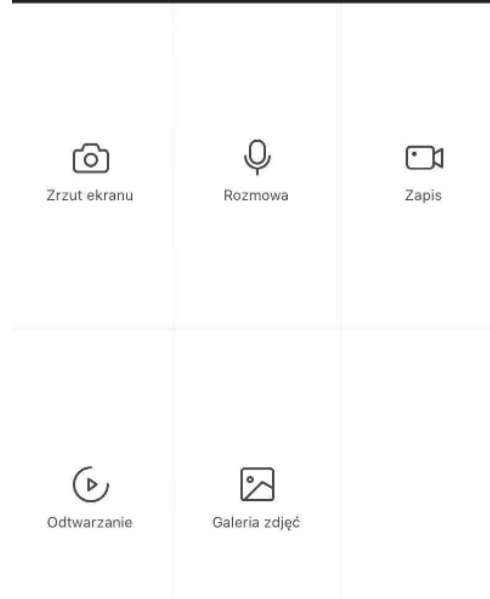 Zrzut ekranu
Rozmowa
Zapis
Odtwarzanie
Galeria zdjęć